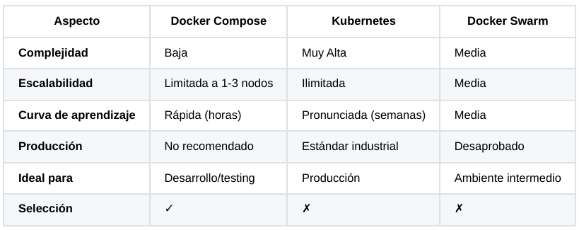 Aspecto Docker Compose Kubernetes Docker Swarm
Complejidad Baja Muy Alta Media
Escalabilidad Limitada a 1-3 nodos Ilimitada Media
Curva de aprendizaje Rápida (horas) Pronunciada (semanas) Media
Producción No recomendado Estándar industrial Desaprobado
Ideal para Desarrollo/testing Producción Ambiente intermedio
Selección ✓ ✗ ✗